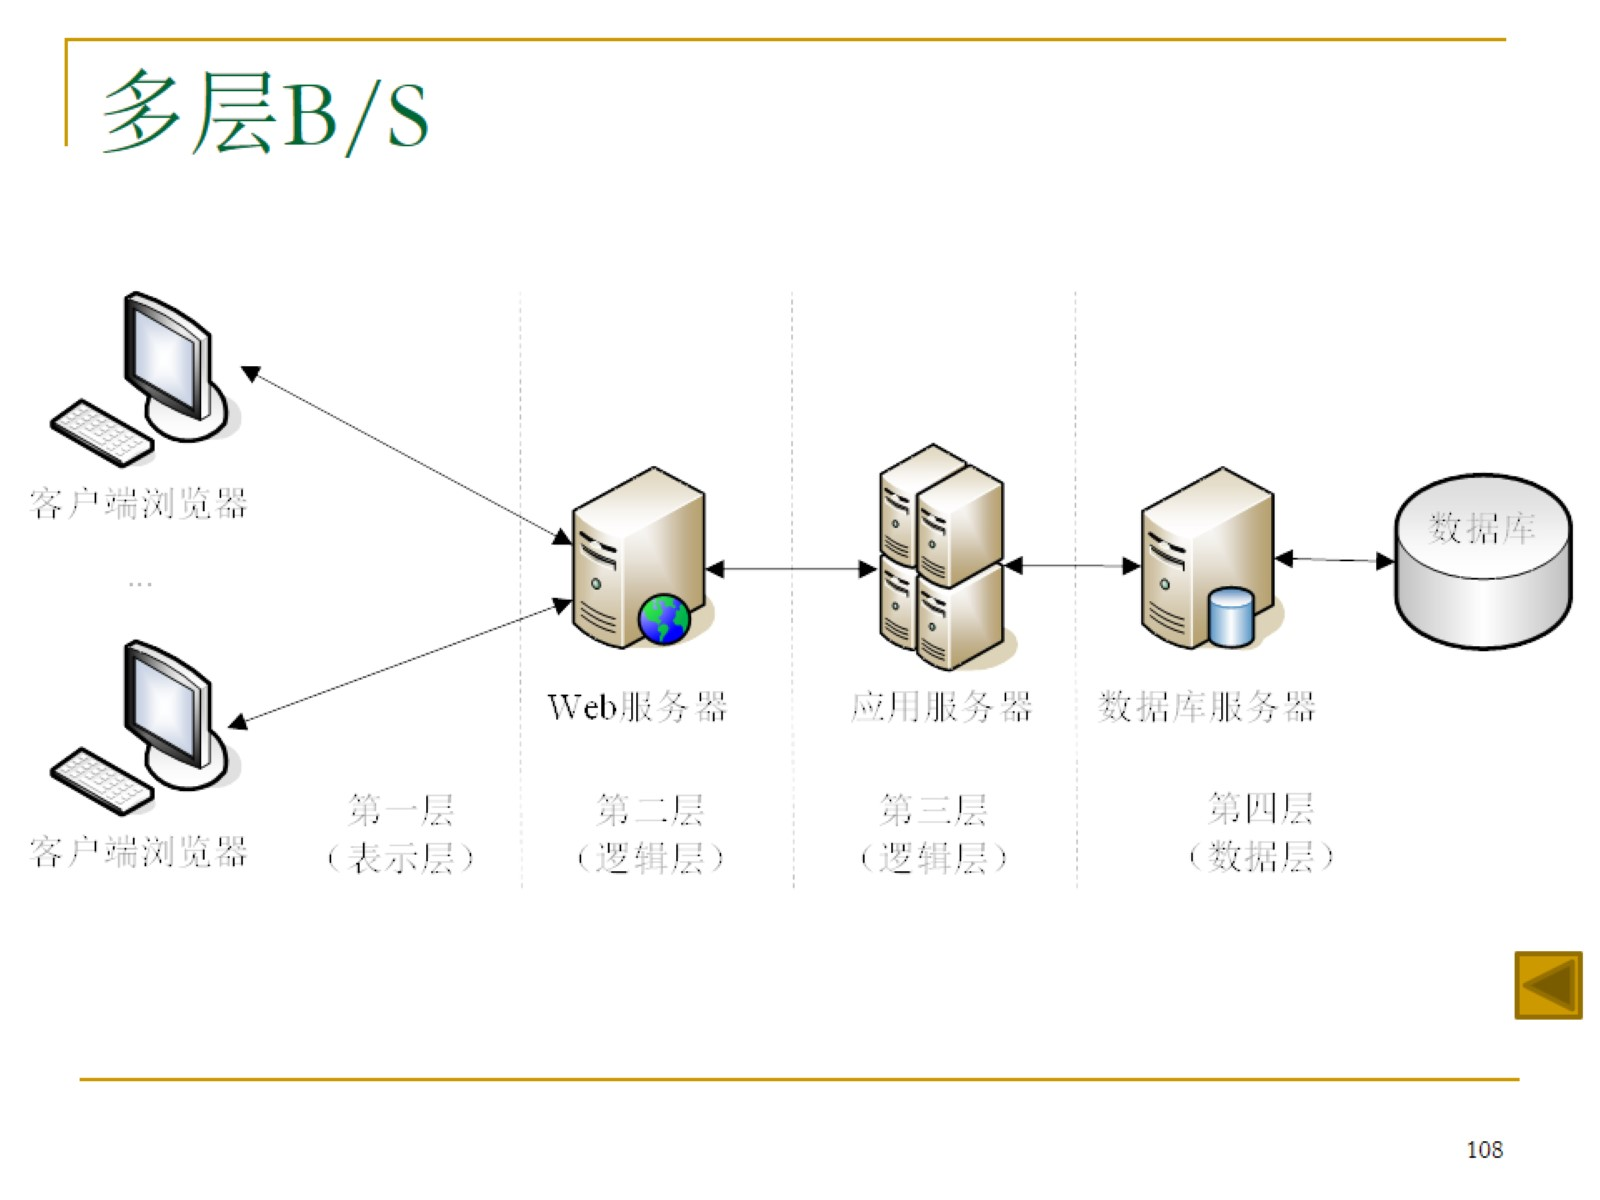 多层B/S
客户端浏览器
...
客户端浏览器
Web服务器
应用服务器
数据库服务器
数据库
第一层
（表示层）
第二层
（逻辑层）
第三层
（逻辑层）
第四层
（数据层）
108